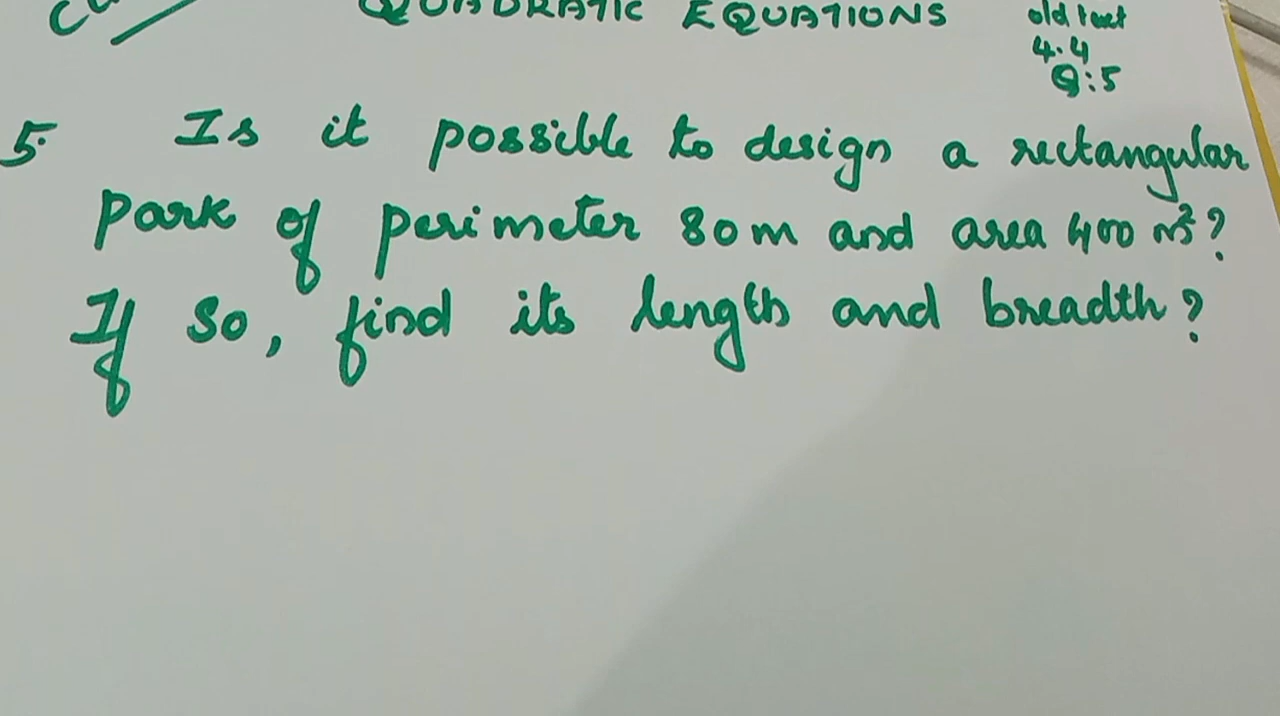 QUADRATIC EQUATIONS
old text
4.4
Q:5
5. Is it possible to design a rectangular
park of perimeter 80m and area 400 m²?
If so, find its length and breadth?